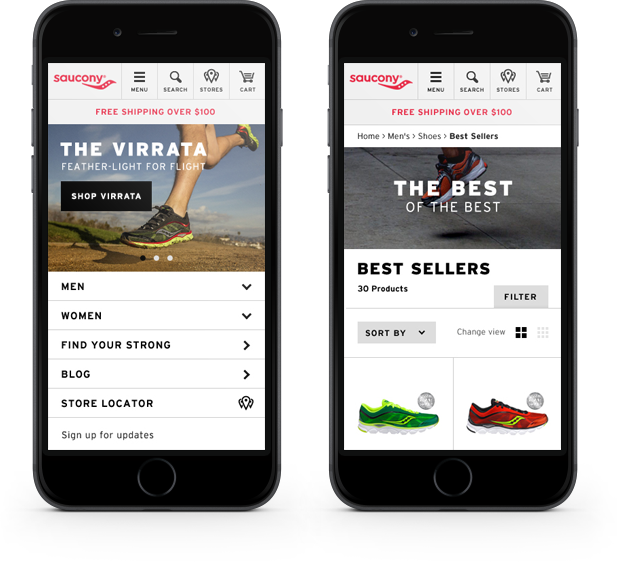 saucony
MENU
SEARCH
STORES
CART
FREE SHIPPING OVER $100
THE VIRRATA
FEATHER-LIGHT FOR FLIGHT
SHOP VIRRATA
MEN
WOMEN
FIND YOUR STRONG
BLOG
STORE LOCATOR
Sign up for updates
saucony
MENU
SEARCH
STORES
CART
FREE SHIPPING OVER $100
Home > Men's > Shoes > Best Sellers
THE BEST
OF THE BEST
BEST SELLERS
30 Products
FILTER
SORT BY
Change view